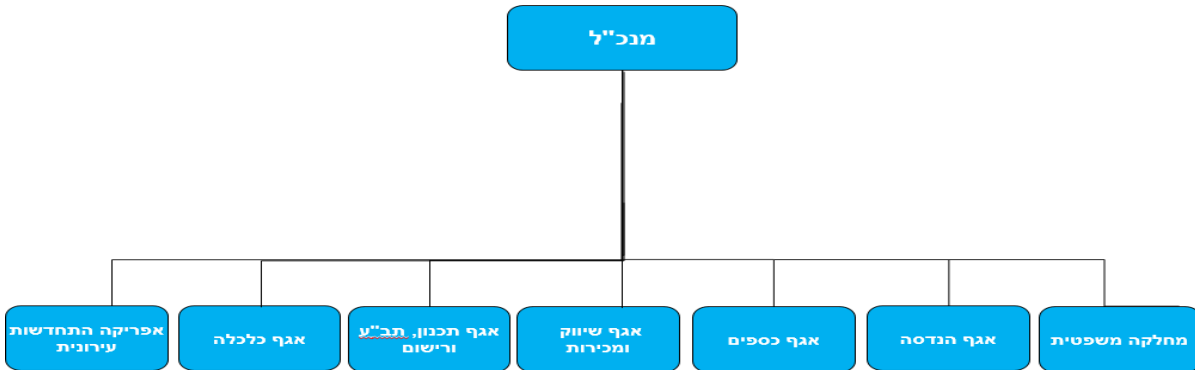 מנכ"ל
מחלקה משפטית
אגף הנדסה
אגף כספים
אגף שיווק
ומכירות
אגף תכנון, תב"ע
ורישום
אגף כלכלה
אפריקה התחדשות
עירונית